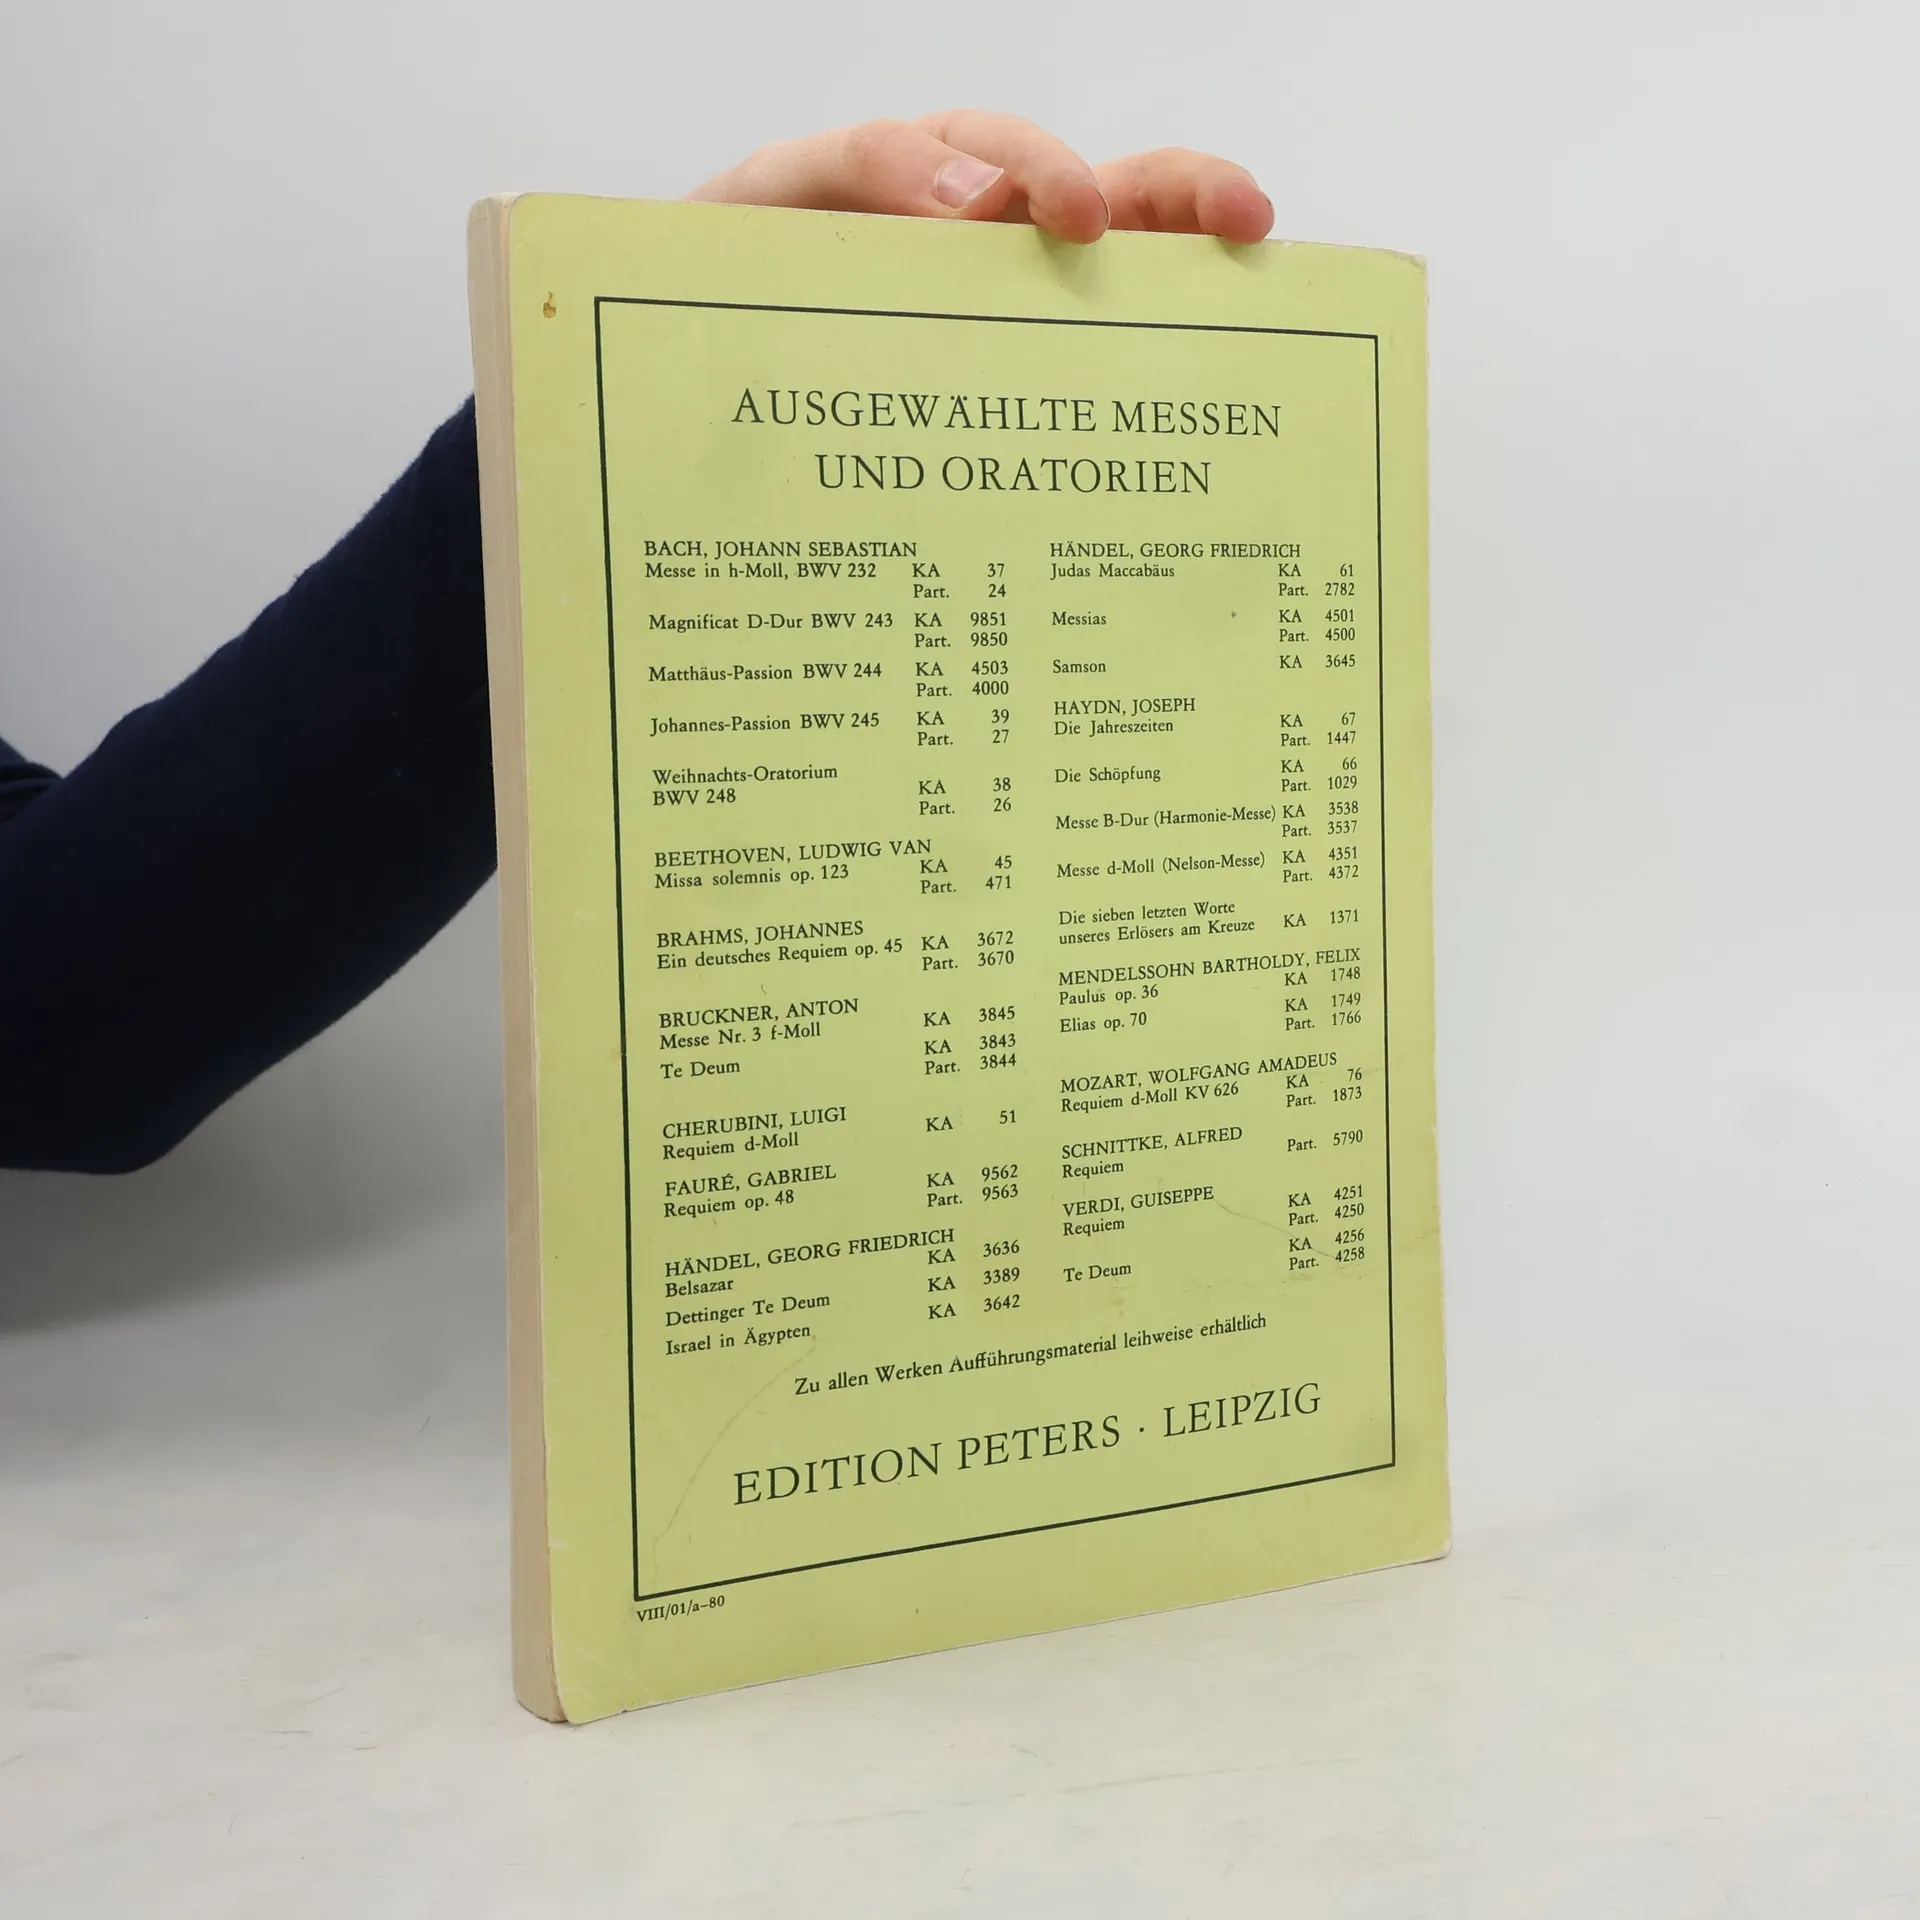 AUSGEWÄHLTE MESSEN
UND ORATORIEN
BACH, JOHANN SEBASTIAN
Messe in h-Moll, BWV 232 KA 37
Part. 24
Magnificat D-Dur BWV 243 KA 9851
Part. 9850
Matthäus-Passion BWV 244 KA 4503
Part. 4000
Johannes-Passion BWV 245 KA 39
Part. 27
Weihnachts-Oratorium
BWV 248 KA 38
Part. 26
BEETHOVEN, LUDWIG VAN
Missa solemnis op. 123 KA 45
Part. 471
BRAHMS, JOHANNES
Ein deutsches Requiem op. 45 KA 3672
Part. 3670
BRUCKNER, ANTON
Messe Nr. 3 f-Moll KA 3845
Te Deum KA 3843
Part. 3844
CHERUBINI, LUIGI
Requiem d-Moll KA 51
FAURÉ, GABRIEL
Requiem op. 48 KA 9562
Part. 9563
HÄNDEL, GEORG FRIEDRICH
Belsazar KA 3636
Dettinger Te Deum KA 3389
Israel in Ägypten KA 3642
HÄNDEL, GEORG FRIEDRICH
Judas Maccabäus KA 61
Part. 2782
Messias KA 4501
Part. 4500
Samson KA 3645
HAYDN, JOSEPH
Die Jahreszeiten KA 67
Part. 1447
Die Schöpfung KA 66
Part. 1029
Messe B-Dur (Harmonie-Messe) KA 3538
Part. 3537
Messe d-Moll (Nelson-Messe) KA 4351
Part. 4372
Die sieben letzten Worte
unseres Erlösers am Kreuze KA 1371
MENDELSSOHN BARTHOLDY, FELIX
Paulus op. 36 KA 1748
Elias op. 70 KA 1749
Part. 1766
MOZART, WOLFGANG AMADEUS
Requiem d-Moll KV 626 KA 76
Part. 1873
SCHNITTKE, ALFRED
Requiem Part. 5790
VERDI, GUISEPPE
Requiem KA 4251
Part. 4250
Te Deum KA 4256
Part. 4258
Zu allen Werken Aufführungsmaterial leihweise erhältlich
EDITION PETERS · LEIPZIG
VIII/01/a–80